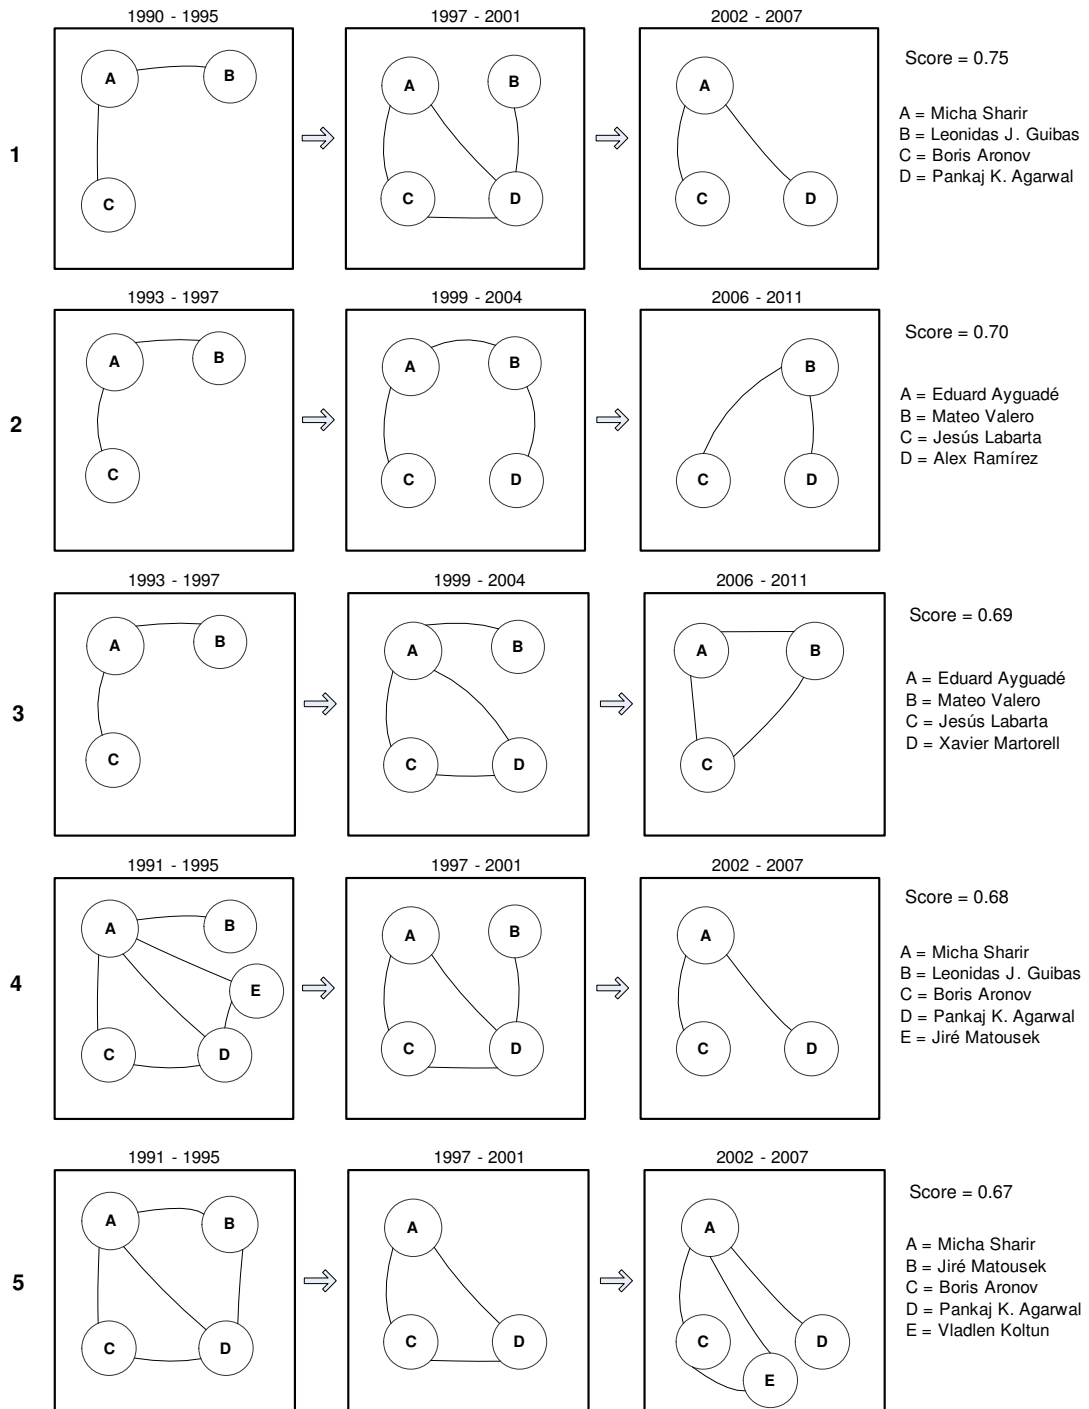 1990 - 1995
1997 - 2001
2002 - 2007
1
A
B
C
A
B
C
D
A
C
D
Score = 0.75
A = Micha Sharir
B = Leonidas J. Guibas
C = Boris Aronov
D = Pankaj K. Agarwal
1993 - 1997
1999 - 2004
2006 - 2011
2
A
B
C
A
B
C
D
B
C
D
Score = 0.70
A = Eduard Ayguadé
B = Mateo Valero
C = Jesús Labarta
D = Alex Ramírez
1993 - 1997
1999 - 2004
2006 - 2011
3
A
B
C
A
B
C
D
A
B
C
Score = 0.69
A = Eduard Ayguadé
B = Mateo Valero
C = Jesús Labarta
D = Xavier Martorell
1991 - 1995
1997 - 2001
2002 - 2007
4
A
B
E
C
D
A
B
C
D
A
C
D
Score = 0.68
A = Micha Sharir
B = Leonidas J. Guibas
C = Boris Aronov
D = Pankaj K. Agarwal
E = Jiré Matousek
1991 - 1995
1997 - 2001
2002 - 2007
5
A
B
C
D
A
C
D
A
C
D
E
Score = 0.67
A = Micha Sharir
B = Jiré Matousek
C = Boris Aronov
D = Pankaj K. Agarwal
E = Vladlen Koltun